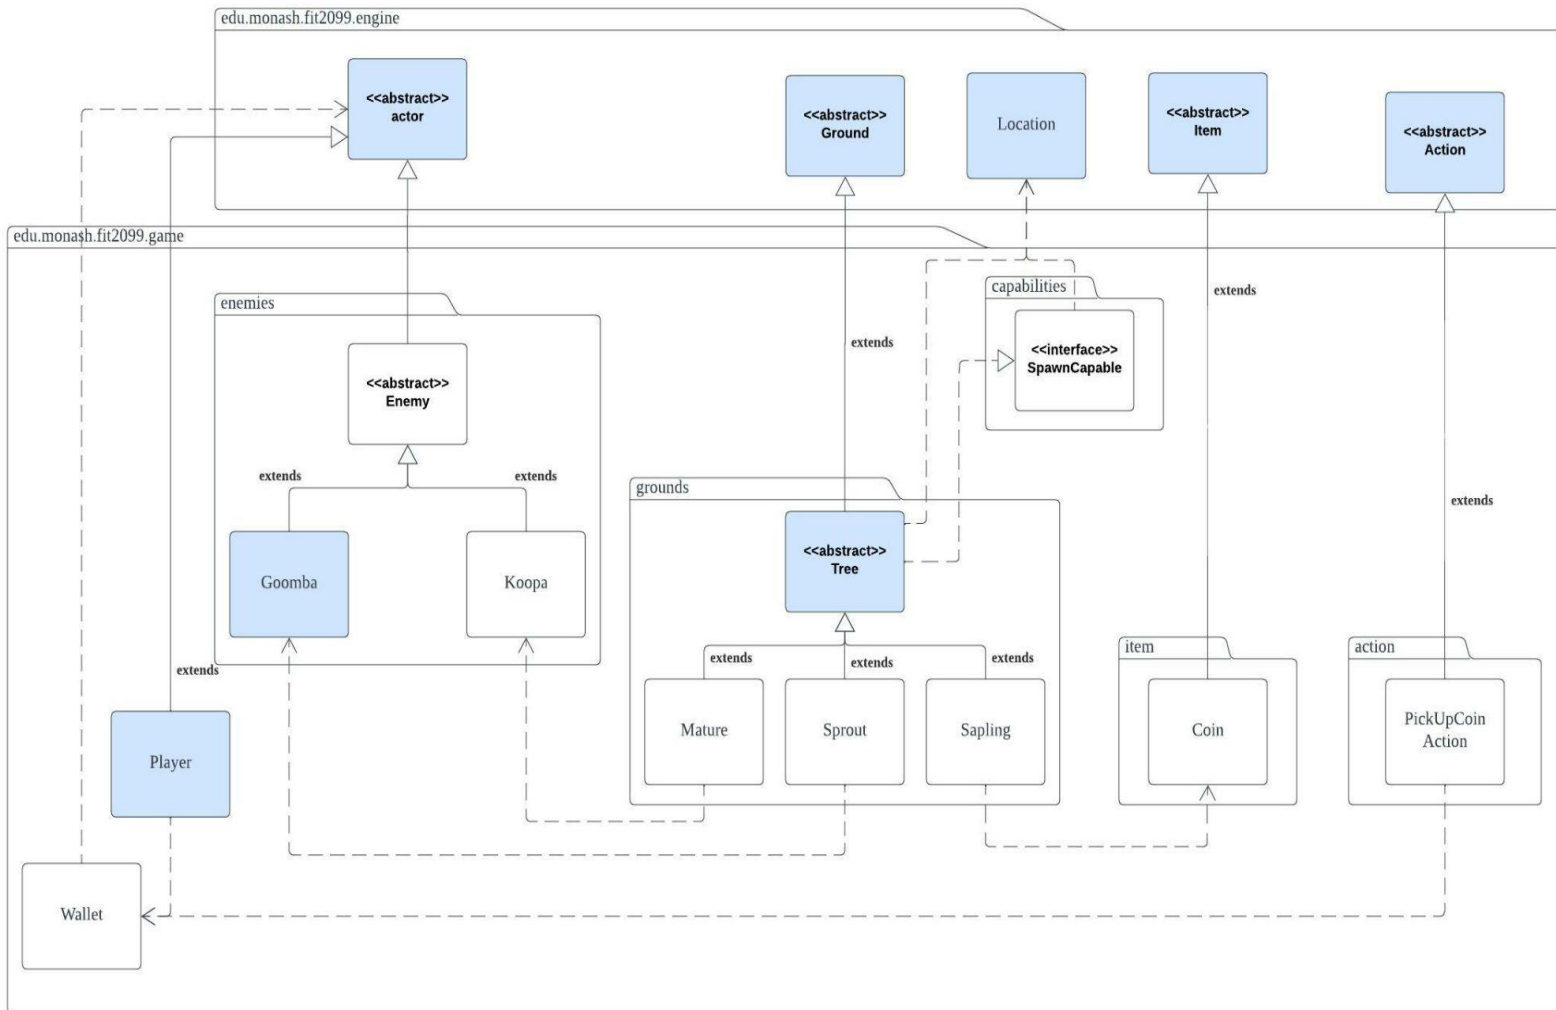 edu.monash.fit2099.engine
<<abstract>>
actor
<<abstract>>
Ground
Location
<<abstract>>
Item
<<abstract>>
Action
edu.monash.fit2099.game
enemies
capabilities
extends
<<interface>>
SpawnCapable
extends
<<abstract>>
Enemy
extends
extends
grounds
extends
<<abstract>>
Tree
Goomba
Koopa
extends
extends
extends
extends
item
action
Player
Mature
Sprout
Sapling
Coin
PickUpCoin
Action
Wallet